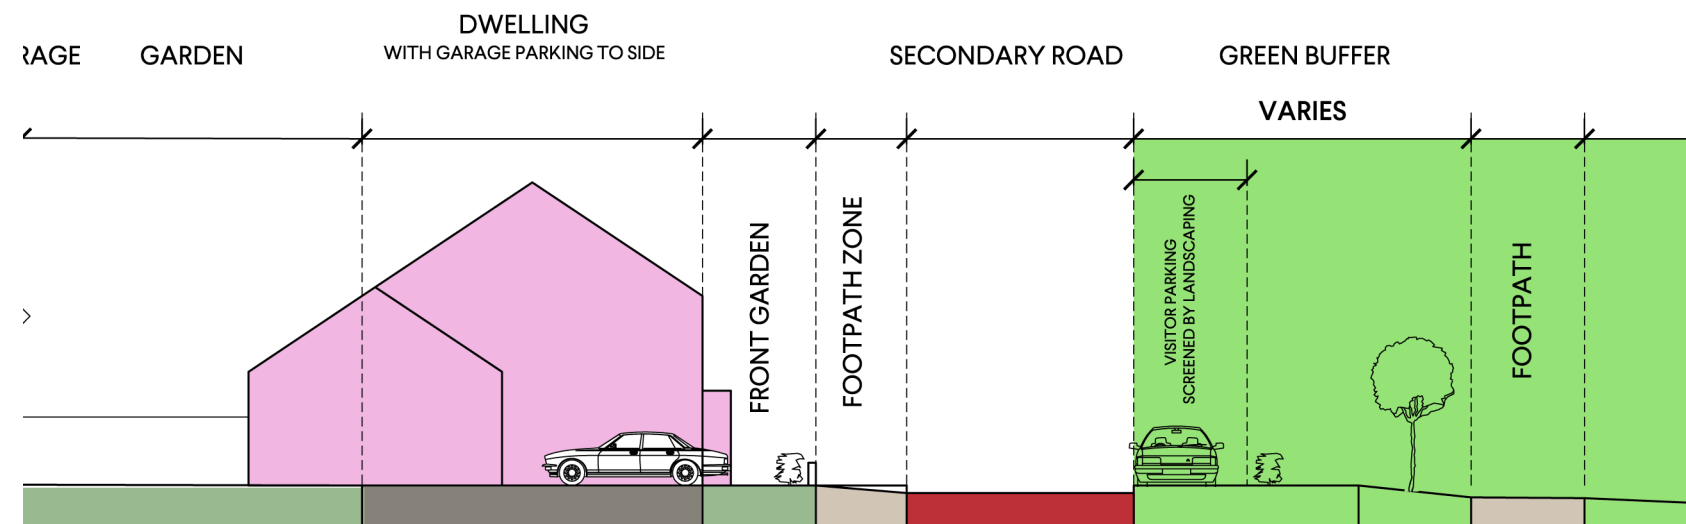 GARDEN
DWELLING
WITH GARAGE PARKING TO SIDE
SECONDARY ROAD
GREEN BUFFER
VARIES
FRONT GARDEN
FOOTPATH ZONE
VISITOR PARKING
SCREENED BY LANDSCAPING
FOOTPATH